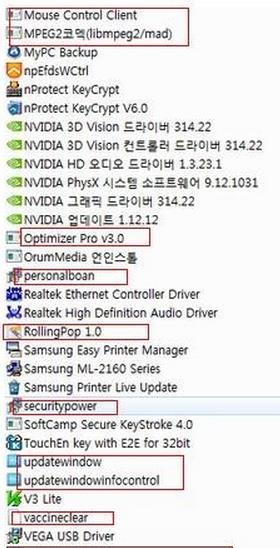 Mouse Control Client
MPEG2코덱(libmpeg2/mad)
MyPC Backup
npEfdsWCtrl
nProtect KeyCrypt
nProtect KeyCrypt V6.0
NVIDIA 3D Vision 드라이버 314.22
NVIDIA 3D Vision 컨트롤러 드라이버 314.22
NVIDIA HD 오디오 드라이버 1.3.23.1
NVIDIA PhysX 시스템 소프트웨어 9.12.1031
NVIDIA 그래픽 드라이버 314.22
NVIDIA 업데이트 1.12.12
Optimizer Pro v3.0
OrumMedia 언인스톨
personalboan
Realtek Ethernet Controller Driver
Realtek High Definition Audio Driver
RollingPop 1.0
Samsung Easy Printer Manager
Samsung ML-2160 Series
Samsung Printer Live Update
securitypower
SoftCamp Secure KeyStroke 4.0
TouchEn key with E2E for 32bit
updatewindow
updatewindowinfocontrol
V3 Lite
vaccineclear
VEGA USB Driver